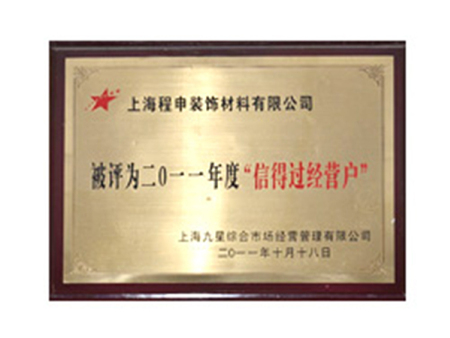 上海程申装饰材料有限公司
被评为二0一一年度“信得过经营户”
上海九星综合市场经营管理有限公司
二0一一年十月十八日